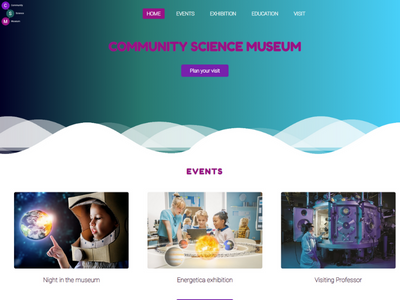 C Community
S Science
M Museum
HOME EVENTS EXHIBITION EDUCATION VISIT
COMMUNITY SCIENCE MUSEUM
Plan your visit
EVENTS
Night in the museum Energetica exhibition Visiting Professor